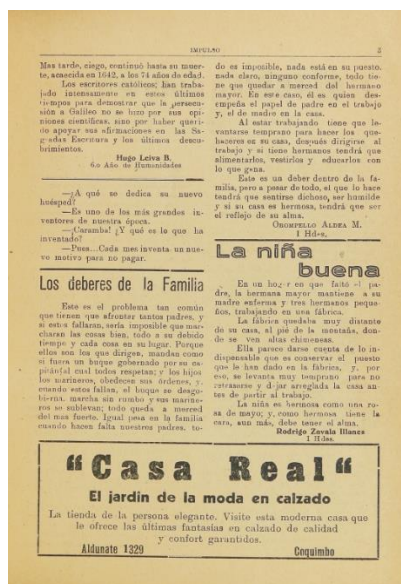 IMPULSO 5
Mas tarde, ciego, continuó hasta su muer-
te, acaecida en 1642, a los 74 años de edad.
Los escritores católicos; han traba-
jado intensamente en estos últimos
tiempos para demostrar que la persecu-
sión a Galileo no se hizo por sus opi-
niones científicas, sino por haber queri-
do apoyar sus afirmaciones en las Sa-
gradas Escritura y los últimos descu-
brimientos.
Hugo Leiva B.
6.o Año de Humanidades
—¿A qué se dedica su nuevo
huésped?
—Es uno de los más grandes in-
ventores de nuestra época.
—¡Caramba! ¿Y qué es lo que ha
inventado?
—Pues...Cada mes inventa un nue-
vo motivo para no pagar.
Los deberes de la Familia
Este es el problema tan común
que tienen que afrontar tantos padres, y
si estos fallaran, sería imposible que mar-
charan las cosas bien, todo a su debido
tiempo y cada cosa en su lugar. Porque
ellos son los que dirigen, mandan como
si fuera un buque gobernado por su ca-
pitán(al cual todos respetan; y los hijos
los marineros, obedecen sus órdenes, y,
cuando estos fallan, el buque se desgo-
bierna, marcha sin rumbo y sus marine-
ros se sublevan; todo queda a merced
del más fuerte. Igual pasa en la familia
cuando hacen falta nuestros padres, to-
do es imposible, nada está en su puesto,
nada claro, ninguno conforme, todo tie-
ne que quedar a merced del hermano
mayor. En este caso, él es quien des-
empeña el papel de padre en el trabajo
y, el de madre en la casa.
Al estar trabajando tiene que le-
vantarse temprano para hacer los que-
haceres en su casa, después dirigirse al
trabajo y si tiene hermanos tendrá que
alimentarlos, vestirlos y educarlos con
lo que gana.
Este es un deber dentro de la fa-
milia, pero a pesar de todo, el que lo hace
tendrá que sentirse dichoso, ser humilde
y si su casa es hermosa, tendrá que ser
el reflejo de su alma.
Orompello Aldea M.
I Hd-s.
La niña
buena
En un hogar en que faltó el pa-
dre, la hermana mayor mantiene a su
madre enferma y tres hermanos peque-
ños, trabajando en una fábrica.
La fábrica quedaba muy distante
de su casa, al pié de la montaña, don-
de se ven altas chimeneas.
Ella parece darse cuenta de lo in-
dispensable que es conservar el puesto
que le han dado en la fábrica, y, por
eso, se levanta muy temprano para no
retrasarse y dejar arreglada la casa an-
tes de partir al trabajo.
La niña es hermosa como una ro-
sa de mayo; y, como hermosa tiene la
cara, aun más, debe tener el alma.
Rodrigo Zavala Illanes
I Hdes.
"Casa Real"
El jardín de la moda en calzado
La tienda de la persona elegante. Visite esta moderna casa que
le ofrece las últimas fantasías en calzado de calidad
y confort garantidos.
Aldunate 1329 Coquimbo